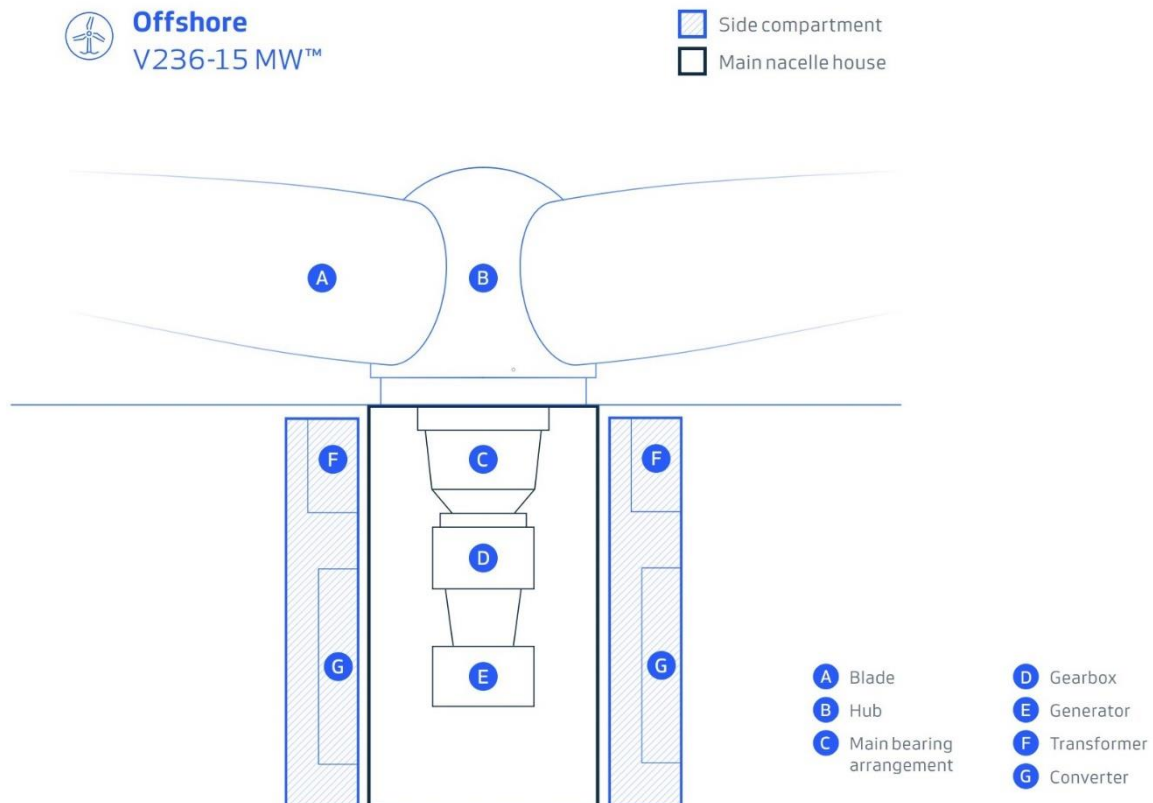 Offshore
V236-15 MW™
Side compartment
Main nacelle house
A
B
F
C
F
D
G
E
G
A Blade
B Hub
C Main bearing
arrangement
D Gearbox
E Generator
F Transformer
G Converter